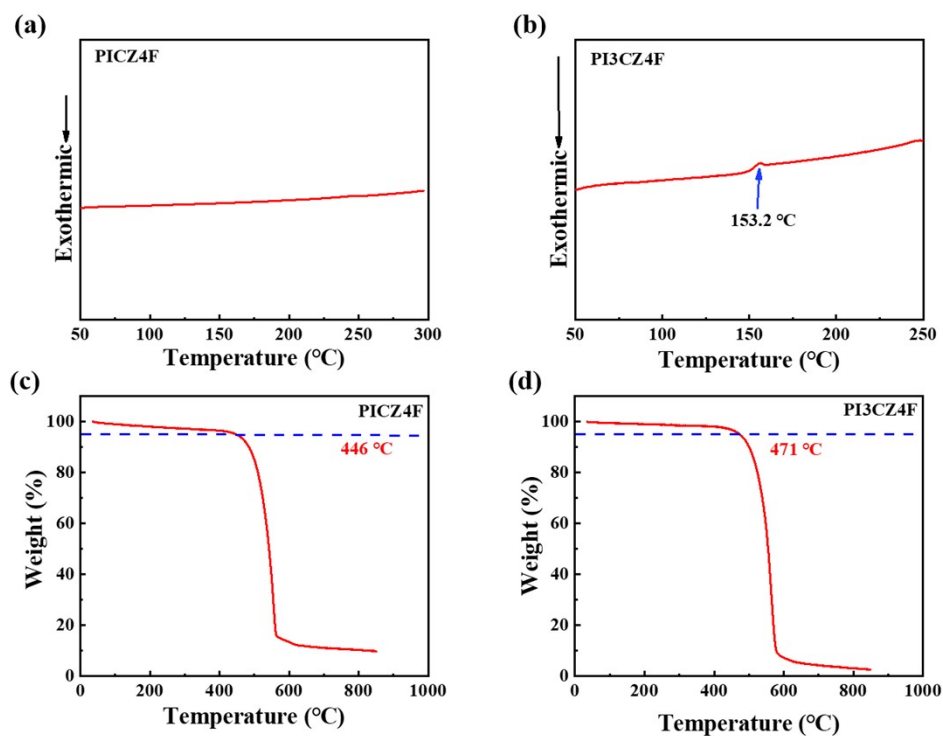 (a)
PICZ4F
Exothermic
50 100 150 200 250 300
Temperature (°C)
(b)
PI3CZ4F
Exothermic
153.2 °C
50 100 150 200 250
Temperature (°C)
(c)
PICZ4F
446 °C
Weight (%)
100
80
60
40
20
0
0 200 400 600 800 1000
Temperature (°C)
(d)
PI3CZ4F
471 °C
Weight (%)
100
80
60
40
20
0
0 200 400 600 800 1000
Temperature (°C)